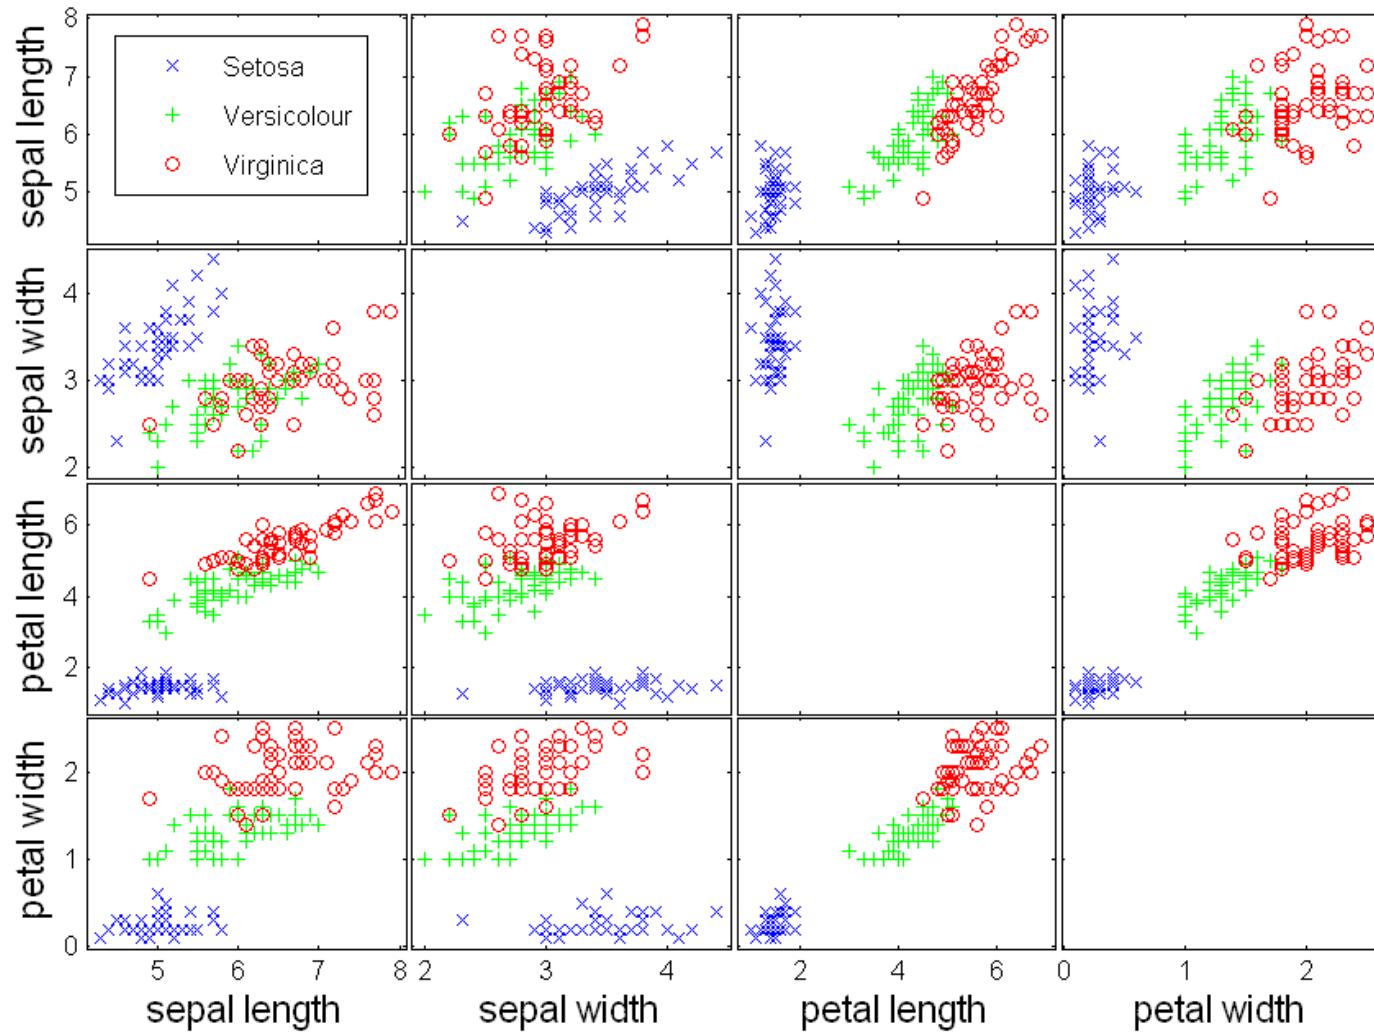 sepal length
8
7
6
5
Setosa
Versicolour
Virginica
sepal width
4
3
2
petal length
6
4
2
petal width
2
1
0
5 6 7 8 2 3 4 2 4 6 0 1 2
sepal length sepal width petal length petal width